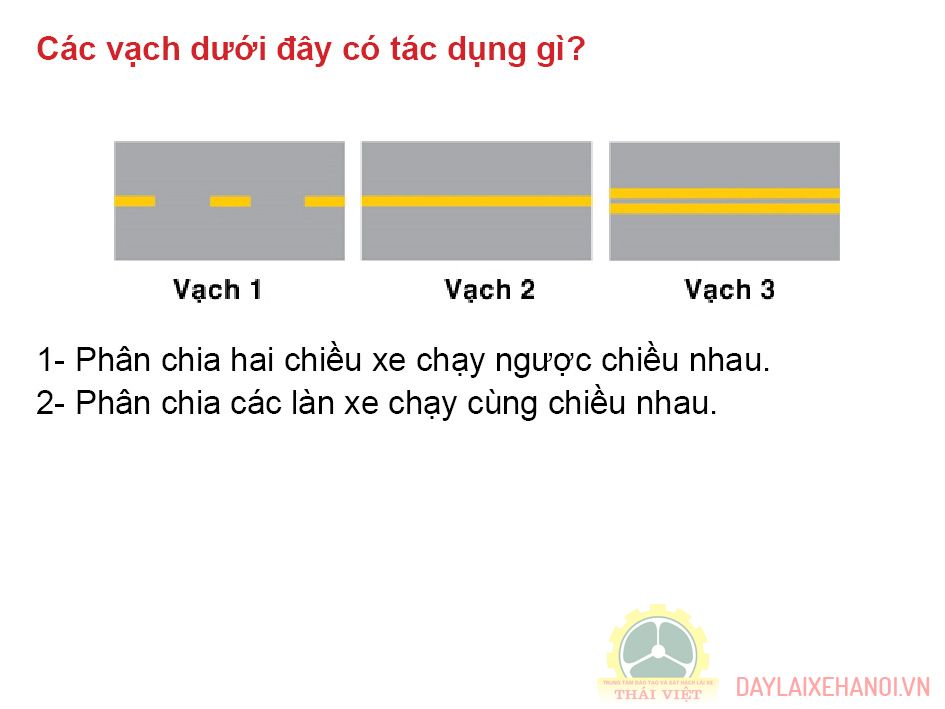 Các vạch dưới đây có tác dụng gì?
Vạch 1 Vạch 2 Vạch 3
1- Phân chia hai chiều xe chạy ngược chiều nhau.
2- Phân chia các làn xe chạy cùng chiều nhau.
TRUNG TÂM ĐÀO TẠO VÀ SÁT HẠCH LÁI XE
THÁI VIỆT
DAYLAIXEHANOI.VN